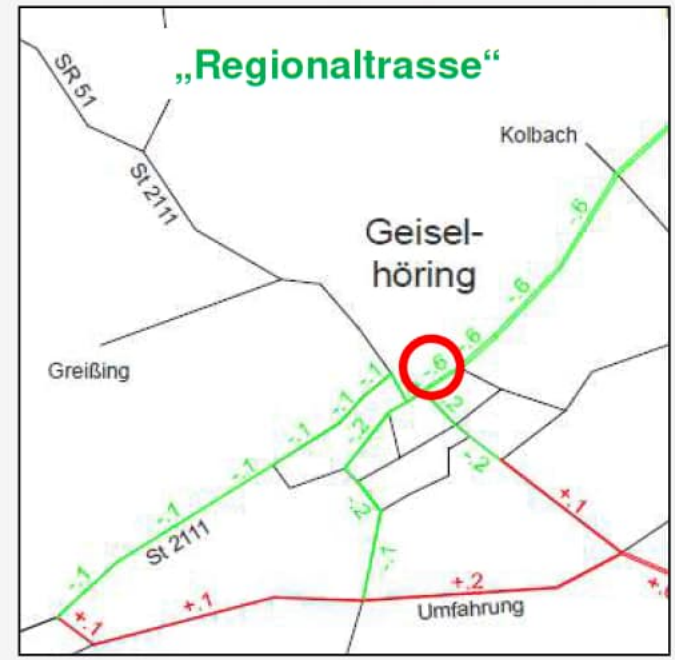 „Regionaltrasse“
SR 51
Kolbach
St 2111
-.6
Geisel-
höring
-.6
-.6
-.6
Greißing
-.1
-.1
-.2
-.1
-.2
-.1
-.2
-.1
+.1
-.2
St 2111
-.1
-.1
+.2
+.1
+.1
Umfahrung